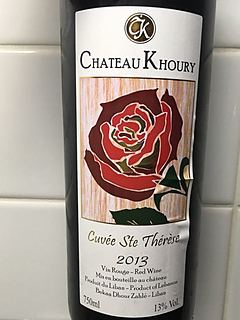 CK
CHATEAU KHOURY
Cuvée Ste Thérèse
2013
Vin Rouge - Red Wine
Mis en bouteille au château
Produit du Liban - Product of Lebanon
Bekaa Dhour Zahlé - Liban
750ml 13% Vol.